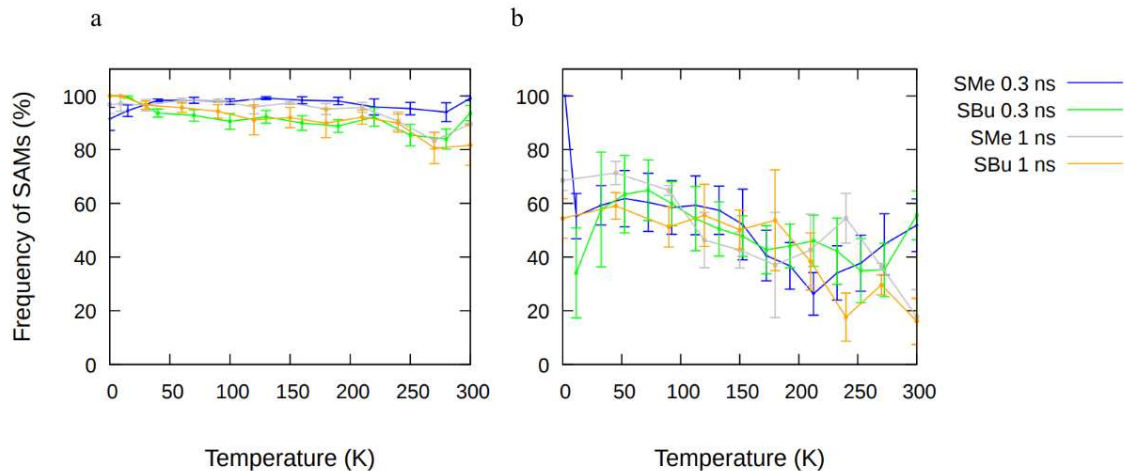 a
b
Frequency of SAMs (%)
100
80
60
40
20
0
0 50 100 150 200 250 300
Temperature (K)
100
80
60
40
20
0
0 50 100 150 200 250 300
Temperature (K)
SMe 0.3 ns
SBu 0.3 ns
SMe 1 ns
SBu 1 ns